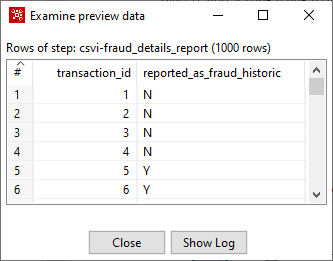 Examine preview data
Rows of step: csvi-fraud_details_report (1000 rows)
# transaction_id reported_as_fraud_historic
1 1 N
2 2 N
3 3 N
4 4 N
5 5 Y
6 6 Y
Close Show Log